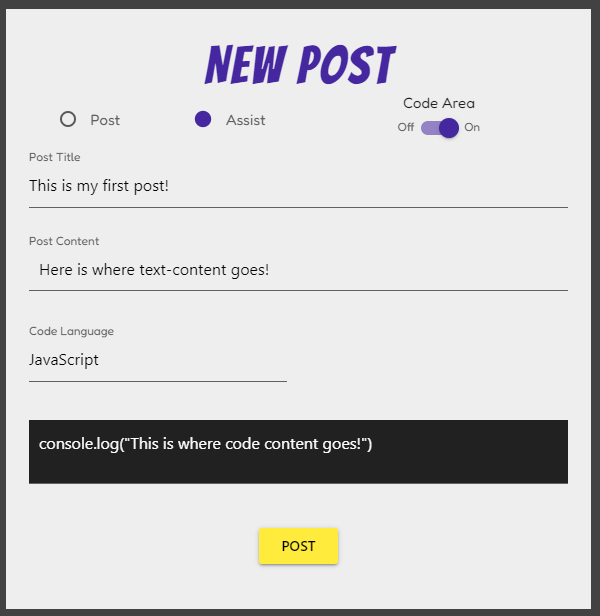 NEW POST
Code Area
Post Assist Off On
Post Title
This is my first post!
Post Content
Here is where text-content goes!
Code Language
JavaScript
console.log("This is where code content goes!")
POST